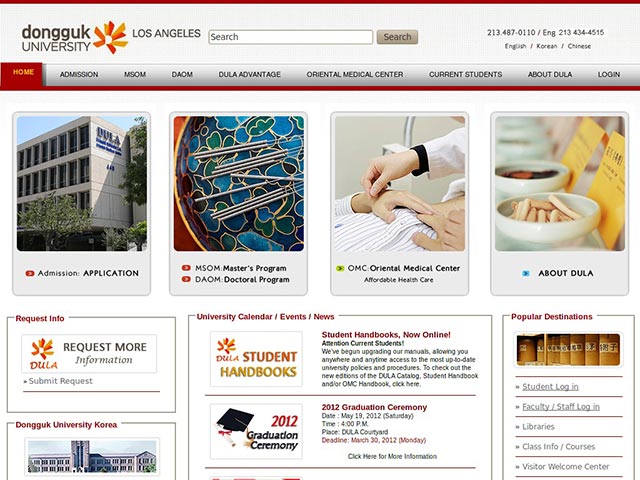 dongguk
UNIVERSITY
LOS ANGELES
Search
Search
213.487-0110 / Eng 213 434-4515
English / Korean / Chinese
HOME
ADMISSION
MSOM
DAOM
DULA ADVANTAGE
ORIENTAL MEDICAL CENTER
CURRENT STUDENTS
ABOUT DULA
LOGIN
DULA
Admission: APPLICATION
MSOM: Master's Program
DAOM: Doctoral Program
OMC: Oriental Medical Center
Affordable Health Care
ABOUT DULA
Request Info
REQUEST MORE
Information
DULA
» Submit Request
Dongguk University Korea
University Calendar / Events / News
DULA
STUDENT
HANDBOOKS
Student Handbooks, Now Online!
Attention Current Students!
We've begun upgrading our manuals, allowing you
anywhere and anytime access to the most up-to-date
university policies and procedures. To check out the
new editions of the DULA Catalog, Student Handbook
and/or OMC Handbook, click here.
2012
Graduation
Ceremony
2012 Graduation Ceremony
Date : May 19, 2012 (Saturday)
Time : 4:00 P.M.
Place: DULA Courtyard
Deadline: March 30, 2012 (Monday)
Click Here for More Information
Popular Destinations
» Student Log in
» Faculty / Staff Log in
» Libraries
» Class Info / Courses
» Visitor Welcome Center